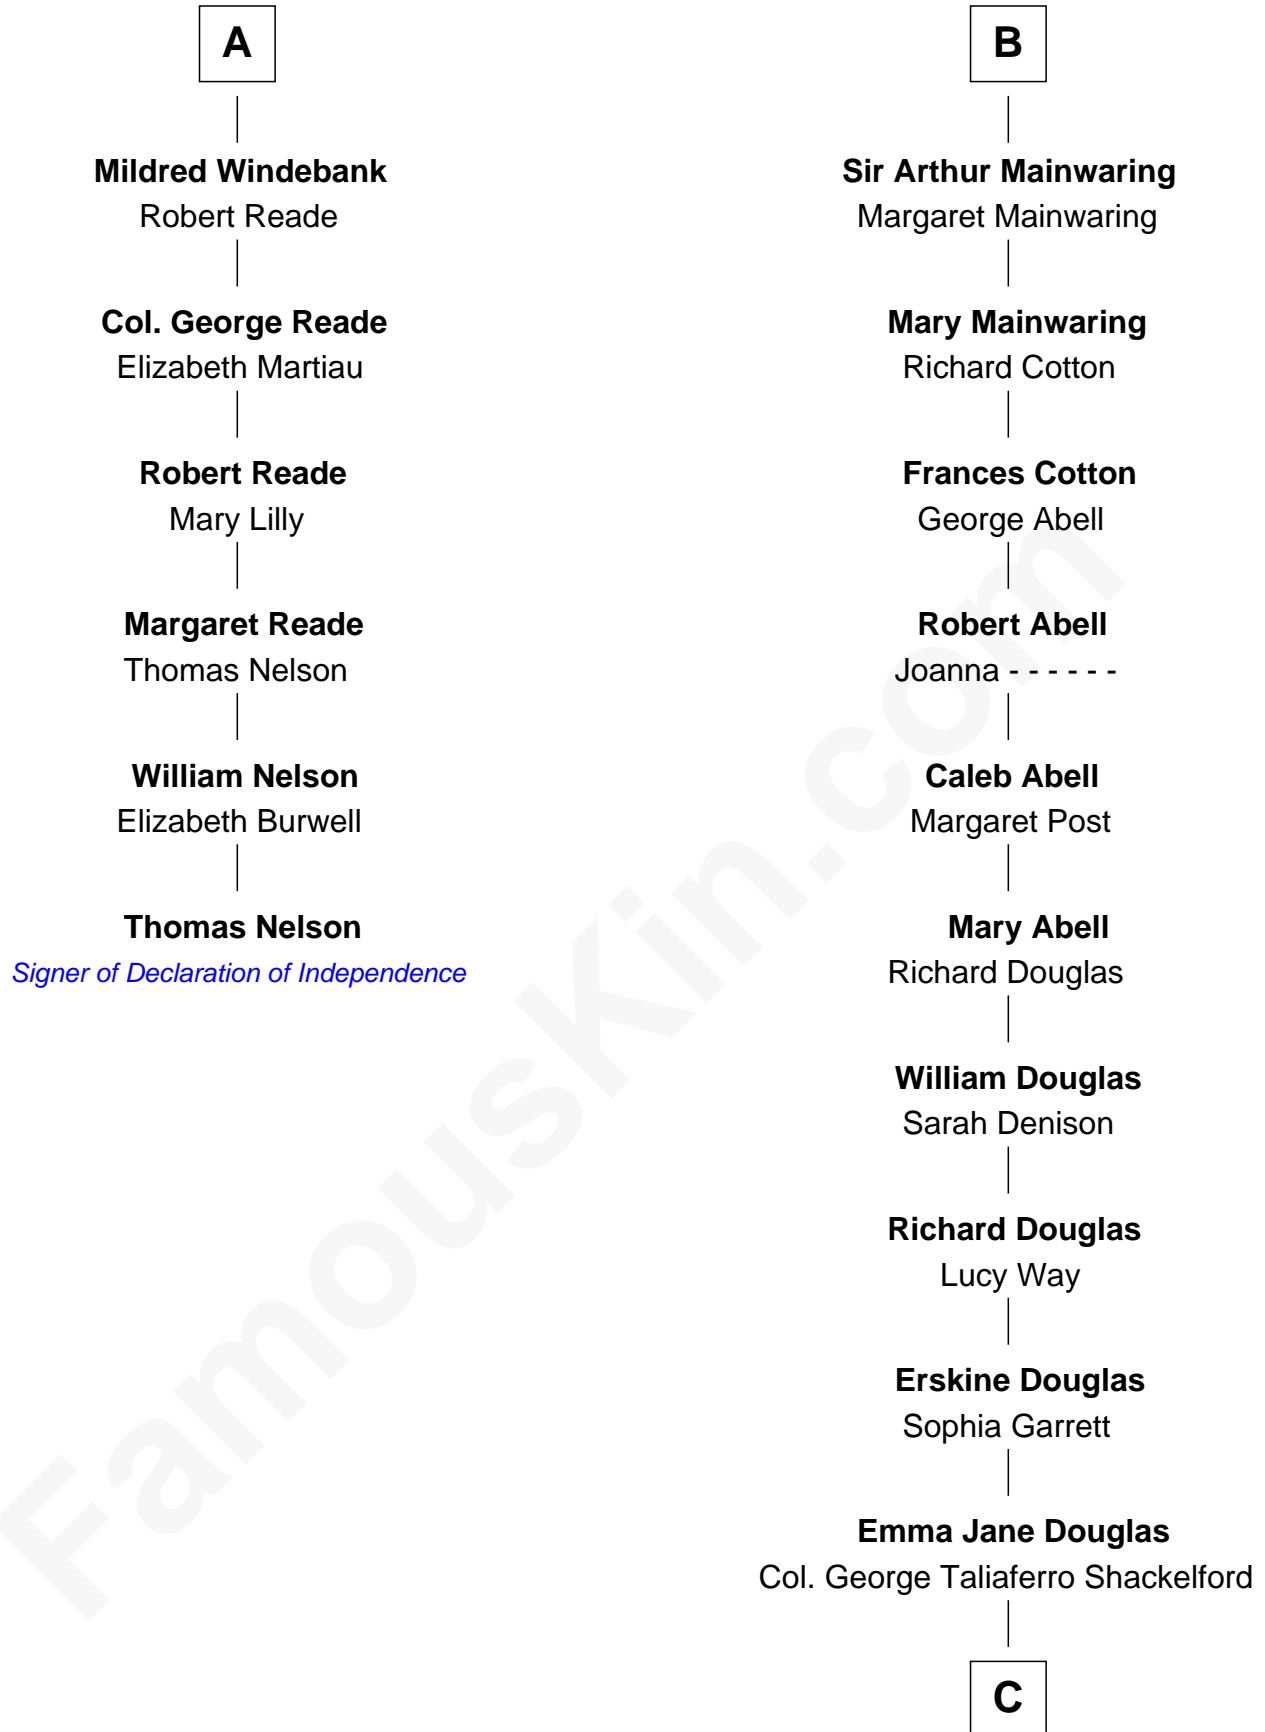 A
Mildred Windebank
Robert Reade
Col. George Reade
Elizabeth Martiau
Robert Reade
Mary Lilly
Margaret Reade
Thomas Nelson
William Nelson
Elizabeth Burwell
Thomas Nelson
Signer of Declaration of Independence
B
Sir Arthur Mainwaring
Margaret Mainwaring
Mary Mainwaring
Richard Cotton
Frances Cotton
George Abell
Robert Abell
Joanna - - - - - -
Caleb Abell
Margaret Post
Mary Abell
Richard Douglas
William Douglas
Sarah Denison
Richard Douglas
Lucy Way
Erskine Douglas
Sophia Garrett
Emma Jane Douglas
Col. George Taliaferro Shackelford
C
FamousKin.com